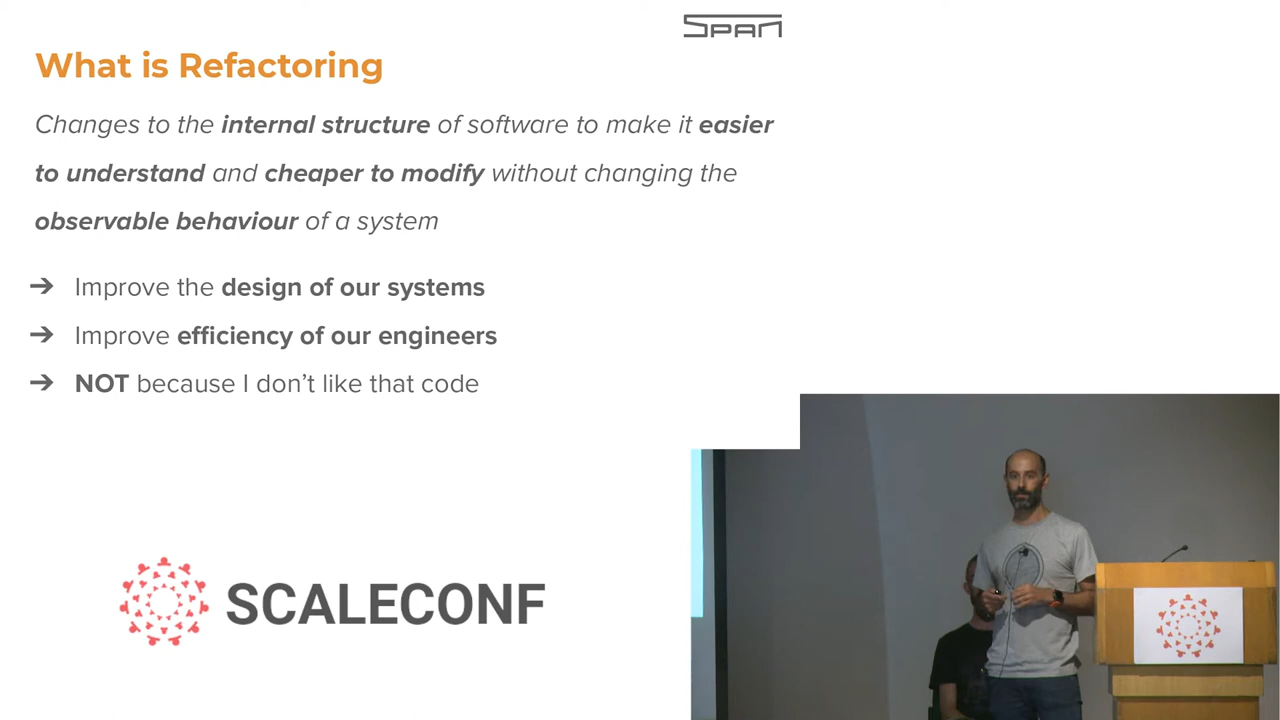 SPAN
What is Refactoring
Changes to the internal structure of software to make it easier
to understand and cheaper to modify without changing the
observable behaviour of a system
➔ Improve the design of our systems
➔ Improve efficiency of our engineers
➔ NOT because I don’t like that code
SCALECONF